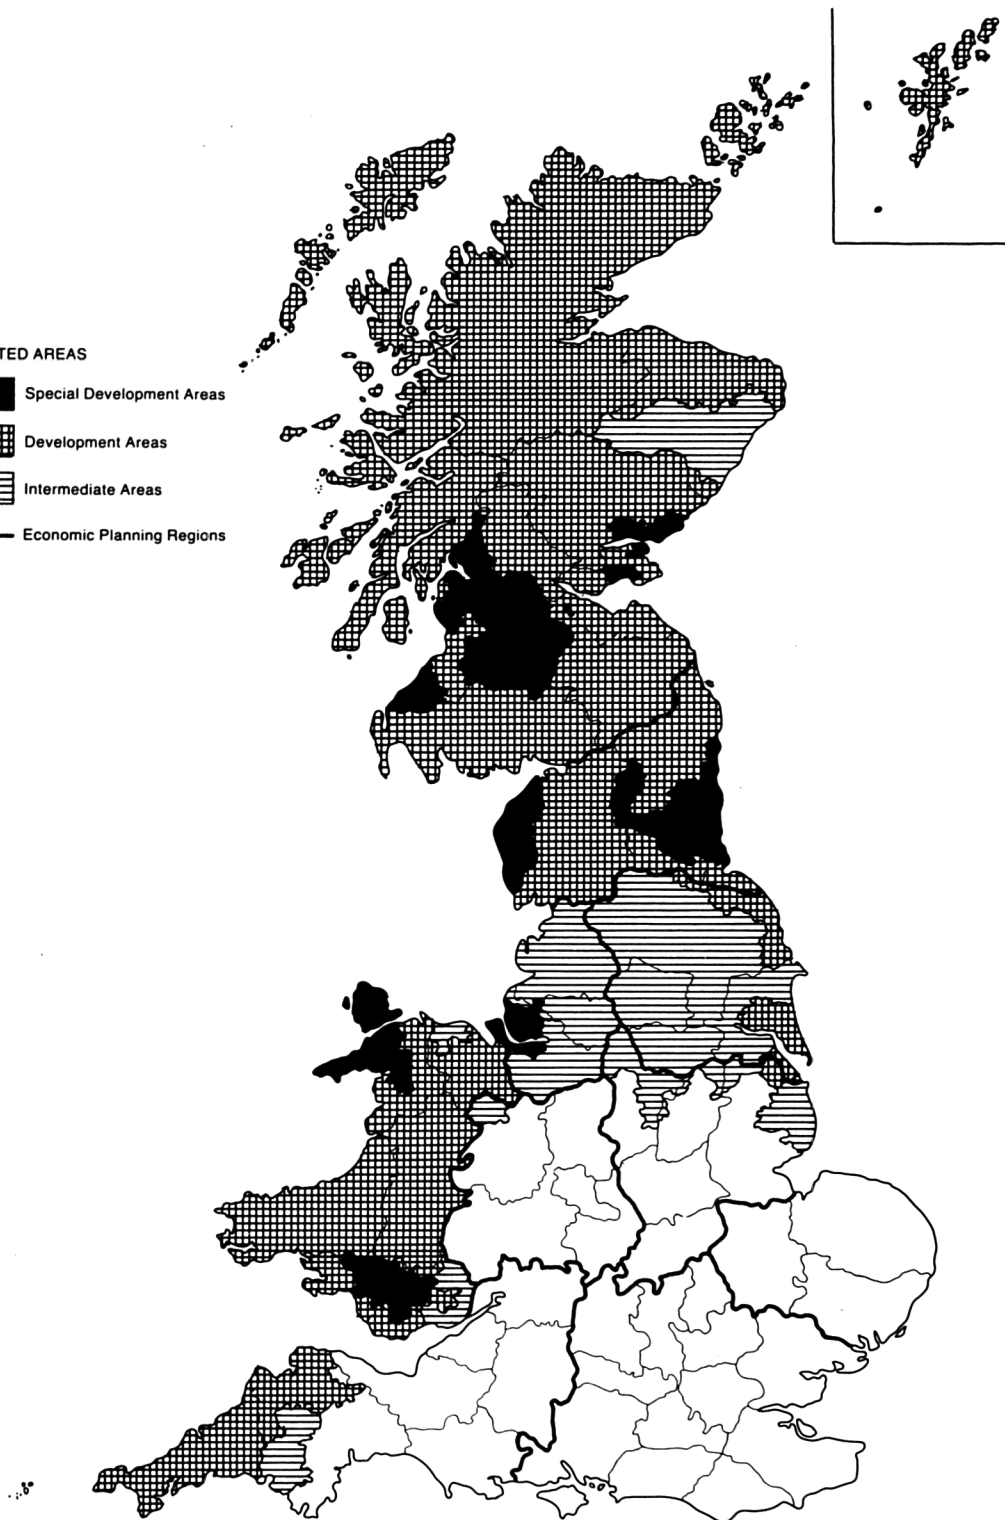 TED AREAS
Special Development Areas
Development Areas
Intermediate Areas
Economic Planning Regions